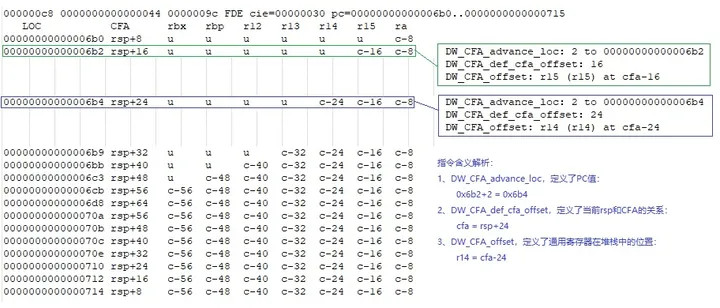 000000c8 0000000000000044 0000009c FDE cie=00000030 pc=00000000000006b0..0000000000000715
LOC CFA rbx rbp r12 r13 r14 r15 ra
00000000000006b0 rsp+8 u u u u u u c-8
00000000000006b2 rsp+16 u u u u u c-16 c-8
DW_CFA_advance_loc: 2 to 00000000000006b2
DW_CFA_def_cfa_offset: 16
DW_CFA_offset: r15 (r15) at cfa-16
00000000000006b4 rsp+24 u u u u c-24 c-16 c-8
DW_CFA_advance_loc: 2 to 00000000000006b4
DW_CFA_def_cfa_offset: 24
DW_CFA_offset: r14 (r14) at cfa-24
00000000000006b9 rsp+32 u u u c-32 c-24 c-16 c-8
00000000000006bb rsp+40 u u c-40 c-32 c-24 c-16 c-8
00000000000006c3 rsp+48 u c-48 c-40 c-32 c-24 c-16 c-8
00000000000006cb rsp+56 c-56 c-48 c-40 c-32 c-24 c-16 c-8
00000000000006d8 rsp+64 c-56 c-48 c-40 c-32 c-24 c-16 c-8
000000000000070a rsp+56 c-56 c-48 c-40 c-32 c-24 c-16 c-8
000000000000070b rsp+48 c-56 c-48 c-40 c-32 c-24 c-16 c-8
000000000000070c rsp+40 c-56 c-48 c-40 c-32 c-24 c-16 c-8
000000000000070e rsp+32 c-56 c-48 c-40 c-32 c-24 c-16 c-8
0000000000000710 rsp+24 c-56 c-48 c-40 c-32 c-24 c-16 c-8
0000000000000712 rsp+16 c-56 c-48 c-40 c-32 c-24 c-16 c-8
0000000000000714 rsp+8 c-56 c-48 c-40 c-32 c-24 c-16 c-8
指令含义解析：
1、DW_CFA_advance_loc，定义了PC值：
0x6b2+2 = 0x6b4
2、DW_CFA_def_cfa_offset，定义了当前rsp和CFA的关系：
cfa = rsp+24
3、DW_CFA_offset，定义了通用寄存器在堆栈中的位置：
r14 = cfa-24